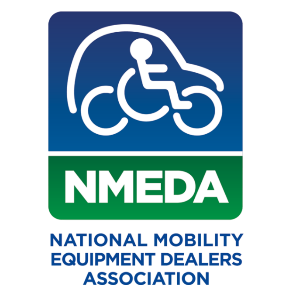 NMEDA
NATIONAL MOBILITY
EQUIPMENT DEALERS
ASSOCIATION